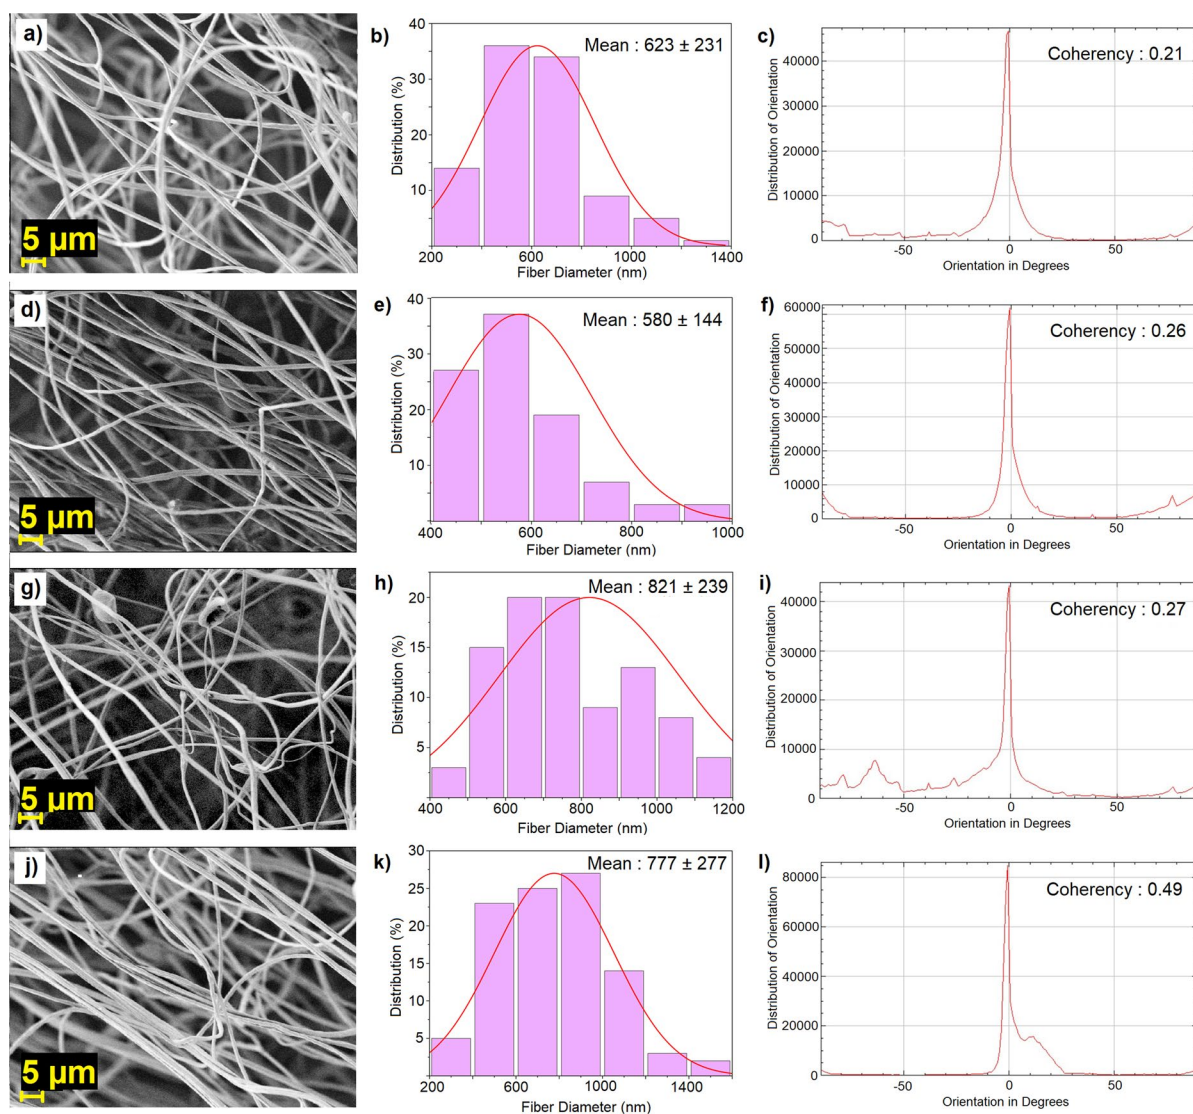 a)
5 µm
b)
Mean : 623 ± 231
Distribution (%)
40
30
20
10
200 400 600 800 1000 1200 1400
Fiber Diameter (nm)
c)
Coherency : 0.21
Distribution of Orientation
40000
30000
20000
10000
0
-50 0 50
Orientation in Degrees
d)
5 µm
e)
Mean : 580 ± 144
Distribution (%)
40
30
20
10
0
400 600 800 1000
Fiber Diameter (nm)
f)
Coherency : 0.26
Distribution of Orientation
60000
50000
40000
30000
20000
10000
0
-50 0 50
Orientation in Degrees
g)
5 µm
h)
Mean : 821 ± 239
Distribution (%)
20
15
10
5
400 600 800 1000 1200
Fiber Diameter (nm)
i)
Coherency : 0.27
Distribution of Orientation
40000
30000
20000
10000
0
-50 0 50
Orientation in Degrees
j)
5 µm
k)
Mean : 777 ± 277
Distribution (%)
30
25
20
15
10
5
200 600 1000 1400
Fiber Diameter (nm)
l)
Coherency : 0.49
Distribution of Orientation
80000
60000
40000
20000
0
-50 0 50
Orientation in Degrees